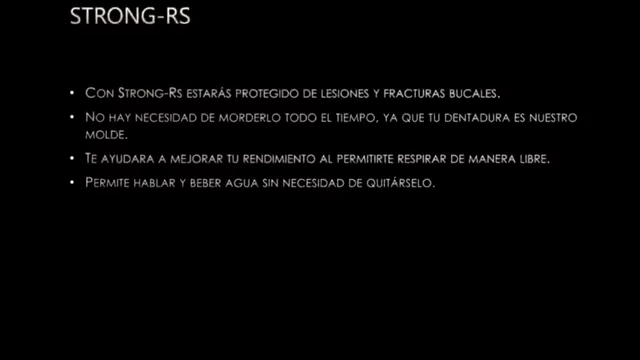 STRONG-RS
• CON STRONG-RS ESTARÁS PROTEGIDO DE LESIONES Y FRACTURAS BUCALES.
• NO HAY NECESIDAD DE MORDERLO TODO EL TIEMPO, YA QUE TU DENTADURA ES NUESTRO
MOLDE.
• TE AYUDARA A MEJORAR TU RENDIMIENTO AL PERMITIRTE RESPIRAR DE MANERA LIBRE.
• PERMITE HABLAR Y BEBER AGUA SIN NECESIDAD DE QUITÁRSELO.